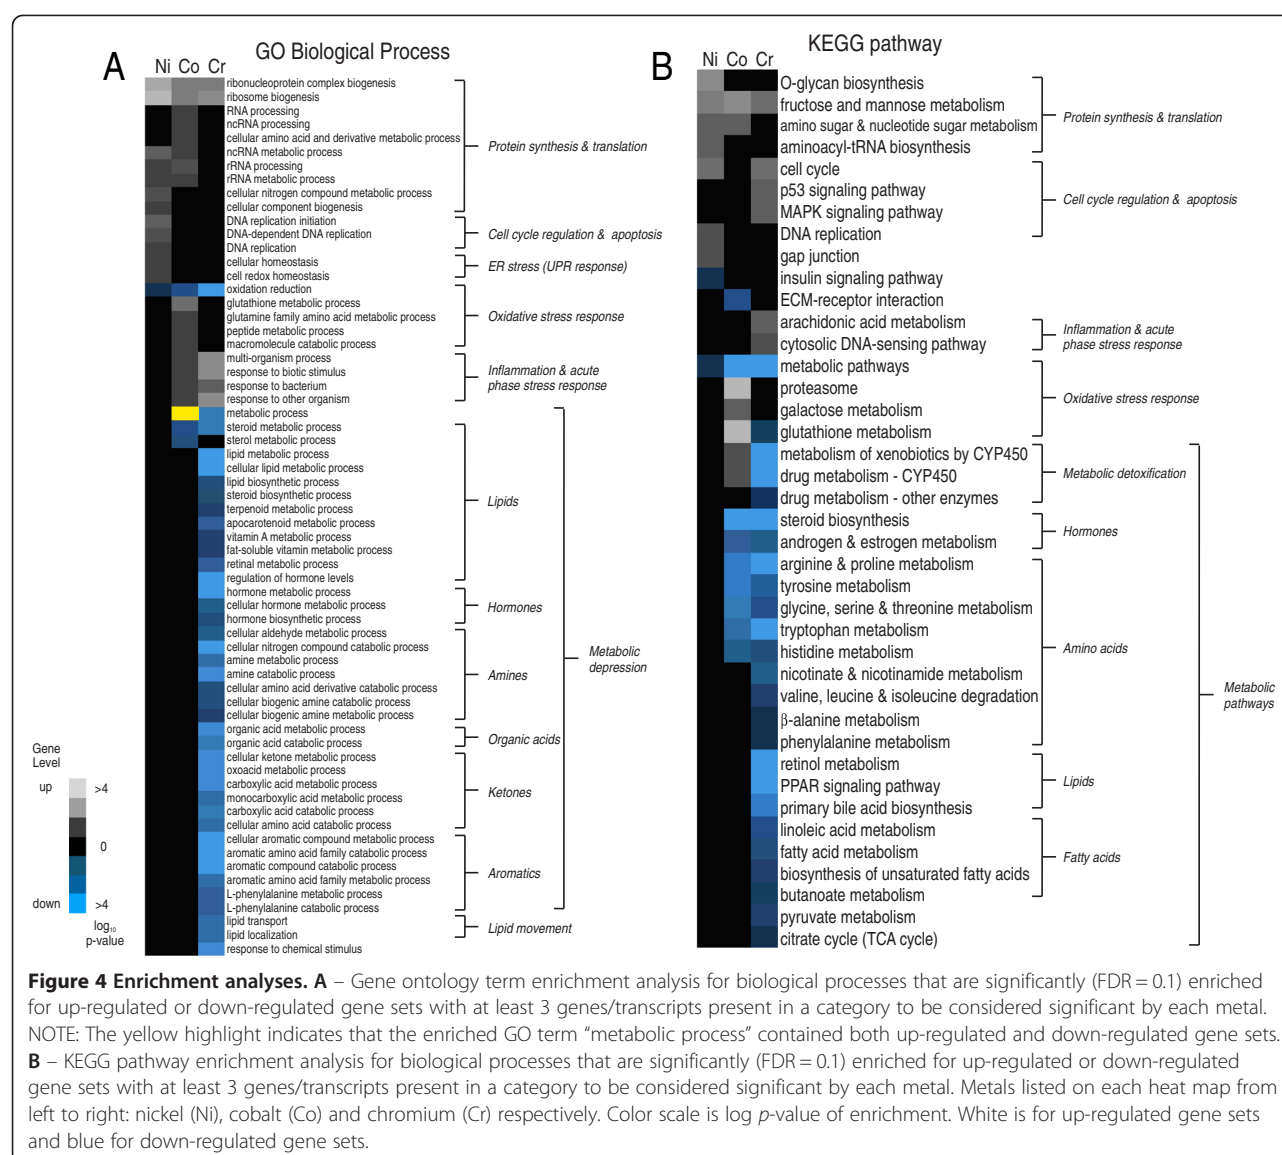 A
GO Biological Process
Ni Co Cr
ribonucleoprotein complex biogenesis
ribosome biogenesis
RNA processing
ncRNA processing
cellular amino acid and derivative metabolic process
ncRNA metabolic process
rRNA processing
rRNA metabolic process
cellular nitrogen compound metabolic process
cellular component biogenesis
Protein synthesis & translation
DNA replication initiation
DNA-dependent DNA replication
DNA replication
Cell cycle regulation & apoptosis
cellular homeostasis
cell redox homeostasis
ER stress (UPR response)
oxidation reduction
glutathione metabolic process
glutamine family amino acid metabolic process
peptide metabolic process
macromolecule catabolic process
Oxidative stress response
multi-organism process
response to biotic stimulus
response to bacterium
response to other organism
Inflammation & acute
phase stress response
metabolic process
steroid metabolic process
sterol metabolic process
lipid metabolic process
cellular lipid metabolic process
lipid biosynthetic process
steroid biosynthetic process
terpenoid metabolic process
apocarotenoid metabolic process
vitamin A metabolic process
fat-soluble vitamin metabolic process
retinal metabolic process
regulation of hormone levels
Lipids
hormone metabolic process
cellular hormone metabolic process
hormone biosynthetic process
Hormones
cellular aldehyde metabolic process
cellular nitrogen compound catabolic process
amine metabolic process
amine catabolic process
cellular amino acid derivative catabolic process
cellular biogenic amine catabolic process
cellular biogenic amine metabolic process
Amines
organic acid metabolic process
organic acid catabolic process
Organic acids
cellular ketone metabolic process
oxoacid metabolic process
carboxylic acid metabolic process
monocarboxylic acid metabolic process
carboxylic acid catabolic process
cellular amino acid catabolic process
Ketones
cellular aromatic compound metabolic process
aromatic amino acid family catabolic process
aromatic compound catabolic process
aromatic amino acid family metabolic process
L-phenylalanine metabolic process
L-phenylalanine catabolic process
Aromatics
Metabolic
depression
lipid transport
lipid localization
Lipid movement
response to chemical stimulus
Gene
Level
up
>4
0
down
>4
log₁₀
p-value
B
KEGG pathway
Ni Co Cr
O-glycan biosynthesis
fructose and mannose metabolism
amino sugar & nucleotide sugar metabolism
aminoacyl-tRNA biosynthesis
Protein synthesis & translation
cell cycle
p53 signaling pathway
MAPK signaling pathway
DNA replication
Cell cycle regulation & apoptosis
gap junction
insulin signaling pathway
ECM-receptor interaction
arachidonic acid metabolism
cytosolic DNA-sensing pathway
Inflammation & acute
phase stress response
metabolic pathways
proteasome
galactose metabolism
glutathione metabolism
Oxidative stress response
metabolism of xenobiotics by CYP450
drug metabolism - CYP450
drug metabolism - other enzymes
Metabolic detoxification
steroid biosynthesis
androgen & estrogen metabolism
Hormones
arginine & proline metabolism
tyrosine metabolism
glycine, serine & threonine metabolism
tryptophan metabolism
histidine metabolism
nicotinate & nicotinamide metabolism
valine, leucine & isoleucine degradation
β-alanine metabolism
phenylalanine metabolism
Amino acids
retinol metabolism
PPAR signaling pathway
primary bile acid biosynthesis
Lipids
linoleic acid metabolism
fatty acid metabolism
biosynthesis of unsaturated fatty acids
butanoate metabolism
Fatty acids
pyruvate metabolism
citrate cycle (TCA cycle)
Metabolic
pathways
Figure 4 Enrichment analyses. A – Gene ontology term enrichment analysis for biological processes that are significantly (FDR = 0.1) enriched
for up-regulated or down-regulated gene sets with at least 3 genes/transcripts present in a category to be considered significant by each metal.
NOTE: The yellow highlight indicates that the enriched GO term “metabolic process” contained both up-regulated and down-regulated gene sets.
B – KEGG pathway enrichment analysis for biological processes that are significantly (FDR = 0.1) enriched for up-regulated or down-regulated
gene sets with at least 3 genes/transcripts present in a category to be considered significant by each metal. Metals listed on each heat map from
left to right: nickel (Ni), cobalt (Co) and chromium (Cr) respectively. Color scale is log p-value of enrichment. White is for up-regulated gene sets
and blue for down-regulated gene sets.